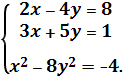 2x - 4y = 8
3x + 5y = 1
x² - 8y² = -4.